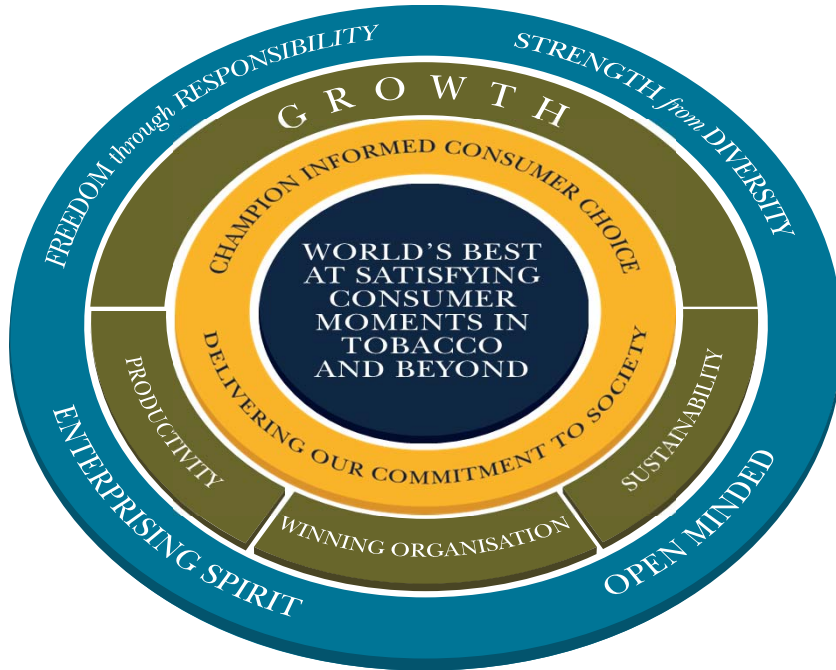 FREEDOM through RESPONSIBILITY
STRENGTH from DIVERSITY
GROWTH
CHAMPION INFORMED CONSUMER CHOICE
WORLD'S BEST
AT SATISFYING
CONSUMER
MOMENTS IN
TOBACCO
AND BEYOND
DELIVERING OUR COMMITMENT TO SOCIETY
PRODUCTIVITY
WINNING ORGANISATION
SUSTAINABILITY
ENTERPRISING SPIRIT
OPEN MINDED